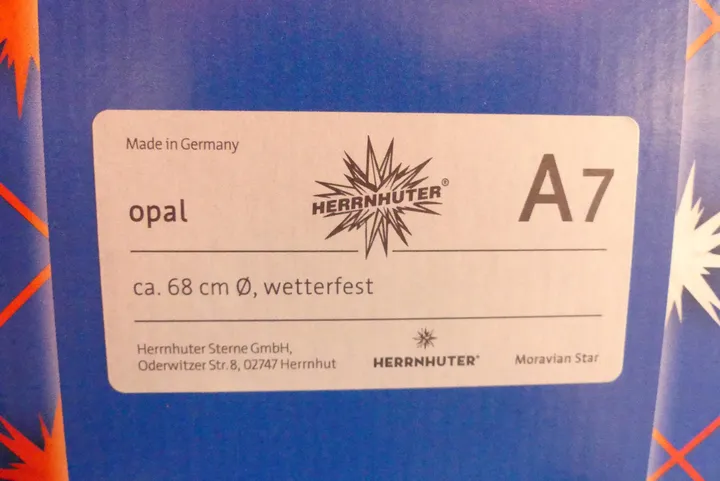 Made in Germany
HERRNHUTER®
opal
A7
ca. 68 cm Ø, wetterfest
Herrnhuter Sterne GmbH,
Oderwitzer Str. 8, 02747 Herrnhut
HERRNHUTER®
Moravian Star